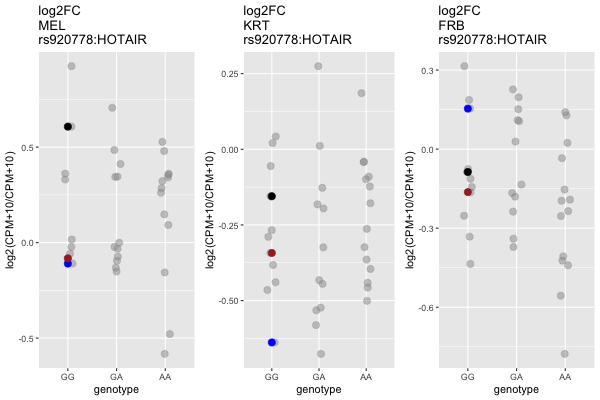 log2FC
MEL
rs920778:HOTAIR
log2(CPM+10/CPM+10)
0.5
0.0
-0.5
GG
GA
AA
genotype
log2FC
KRT
rs920778:HOTAIR
log2(CPM+10/CPM+10)
0.25
0.00
-0.25
-0.50
GG
GA
AA
genotype
log2FC
FRB
rs920778:HOTAIR
log2(CPM+10/CPM+10)
0.3
0.0
-0.3
-0.6
GG
GA
AA
genotype